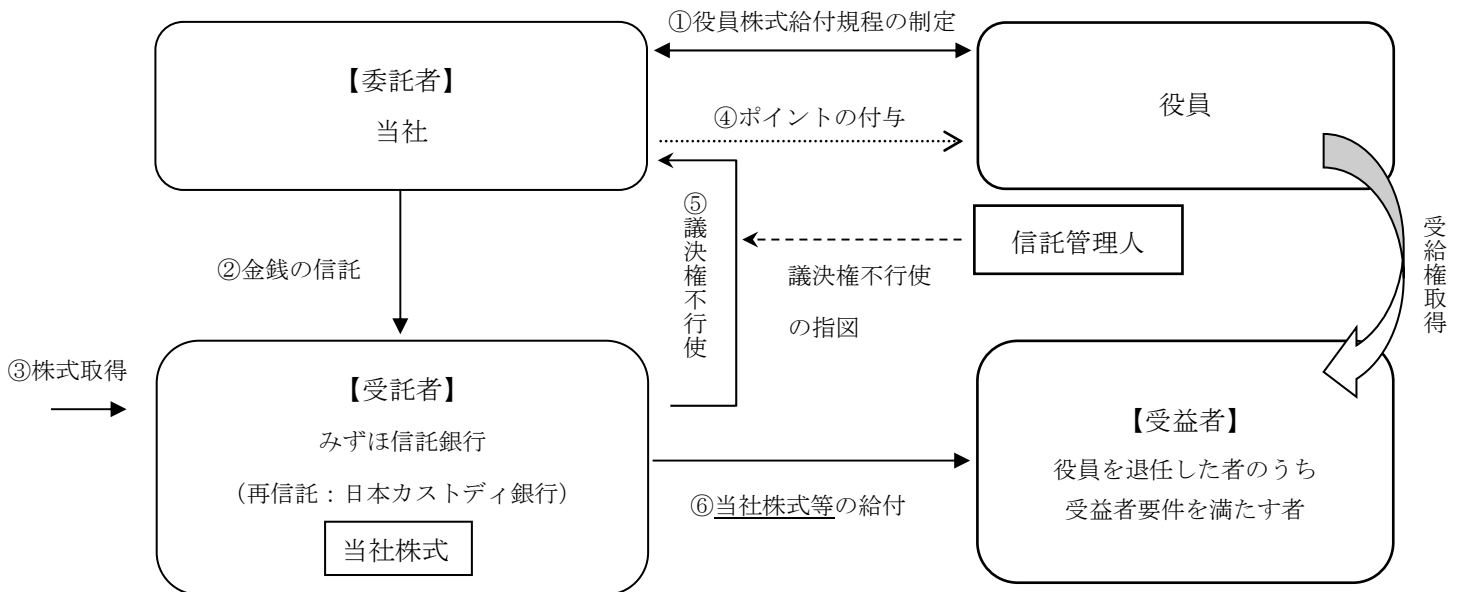 ①役員株式給付規程の制定
【委託者】
当社
役員
④ポイントの付与
⑤議決権不行使
信託管理人
議決権不行使
の指図
受給権取得
②金銭の信託
③株式取得
【受託者】
みずほ信託銀行
（再信託：日本カストディ銀行）
当社株式
⑥当社株式等の給付
【受益者】
役員を退任した者のうち
受益者要件を満たす者